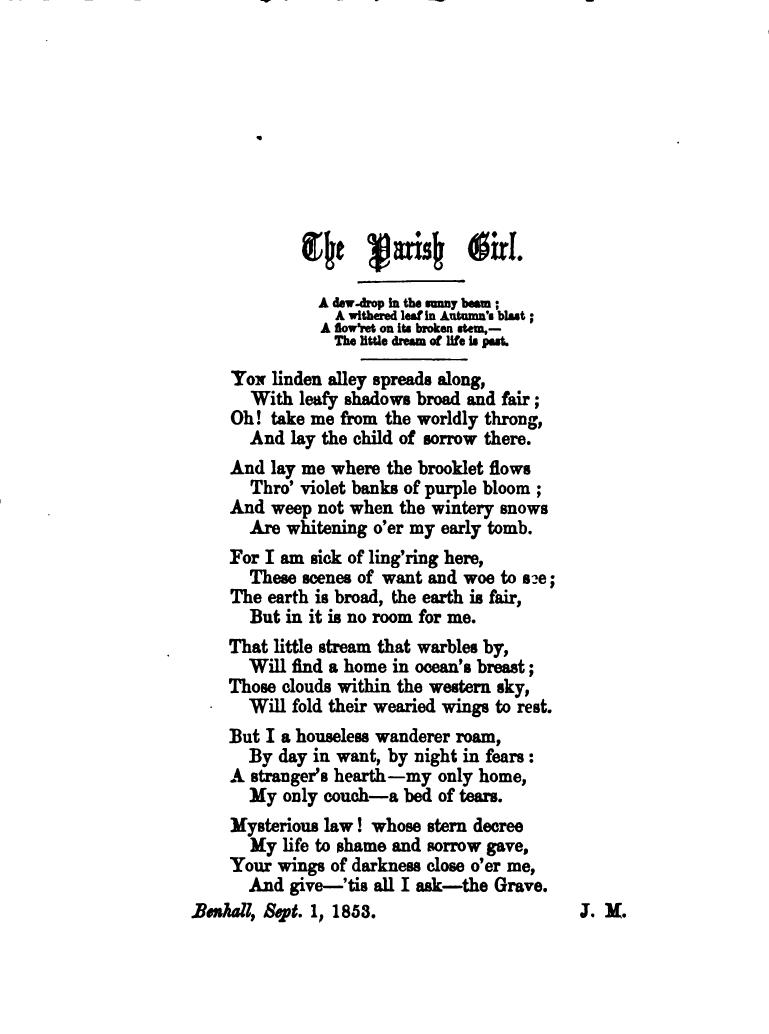 The Parish Girl.
A dew-drop in the sunny beam ;
A withered leaf in Autumn's blast ;
A flow'ret on its broken stem,—
The little dream of life is past.
Yon linden alley spreads along,
With leafy shadows broad and fair ;
Oh! take me from the worldly throng,
And lay the child of sorrow there.
And lay me where the brooklet flows
Thro' violet banks of purple bloom ;
And weep not when the wintery snows
Are whitening o'er my early tomb.
For I am sick of ling'ring here,
These scenes of want and woe to see;
The earth is broad, the earth is fair,
But in it is no room for me.
That little stream that warbles by,
Will find a home in ocean's breast ;
Those clouds within the western sky,
Will fold their wearied wings to rest.
But I a houseless wanderer roam,
By day in want, by night in fears :
A stranger's hearth—my only home,
My only couch—a bed of tears.
Mysterious law ! whose stern decree
My life to shame and sorrow gave,
Your wings of darkness close o'er me,
And give—'tis all I ask—the Grave.
Benhall, Sept. 1, 1853. J. M.